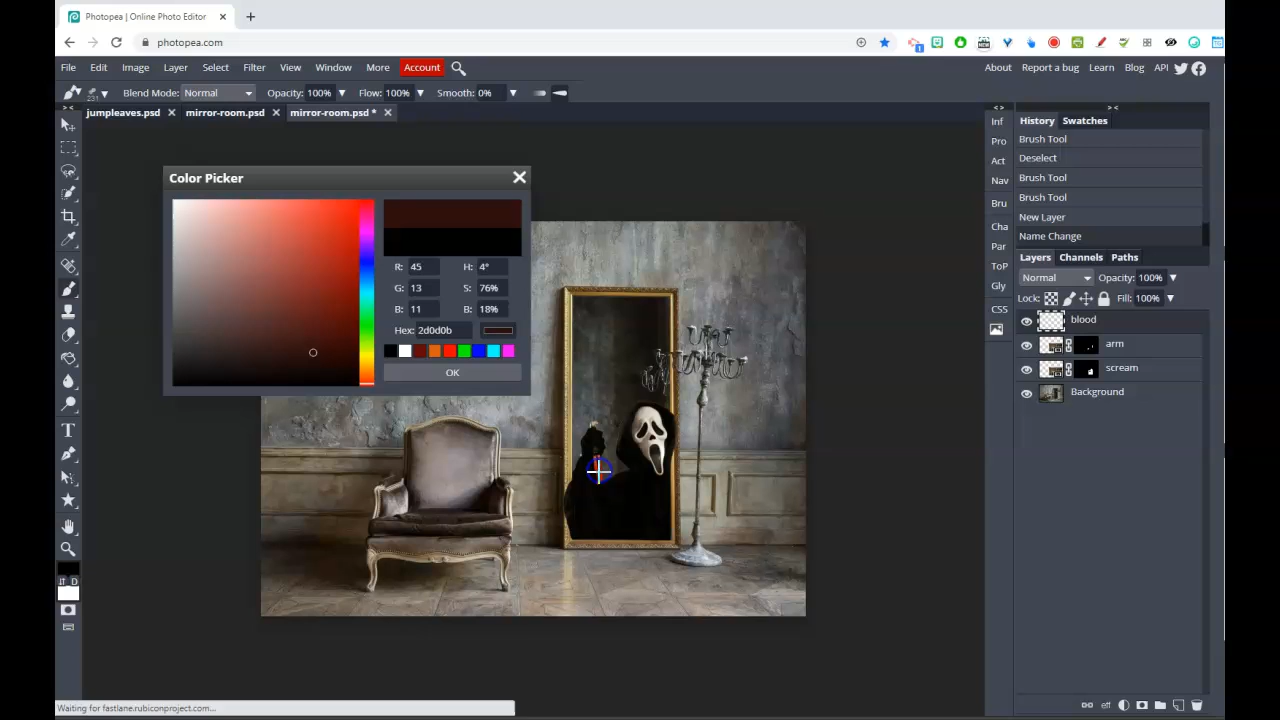 Photopea | Online Photo Editor
photopea.com
1
File Edit Image Layer Select Filter View Window More Account
About Report a bug Learn Blog API
231 Blend Mode: Normal Opacity: 100% Flow: 100% Smooth: 0%
jumpleaves.psd mirror-room.psd mirror-room.psd *
Color Picker
R: 45 H: 4°
G: 13 S: 76%
B: 11 B: 18%
Hex: 2d0d0b
OK
Inf
Pro
Act
Nav
Bru
Cha
Par
ToP
Gly
CSS
History Swatches
Brush Tool
Deselect
Brush Tool
Brush Tool
New Layer
Name Change
Layers Channels Paths
Normal Opacity: 100%
Lock: Fill: 100%
blood
arm
scream
Background
T
D
eff
Waiting for fastlane.rubiconproject.com...